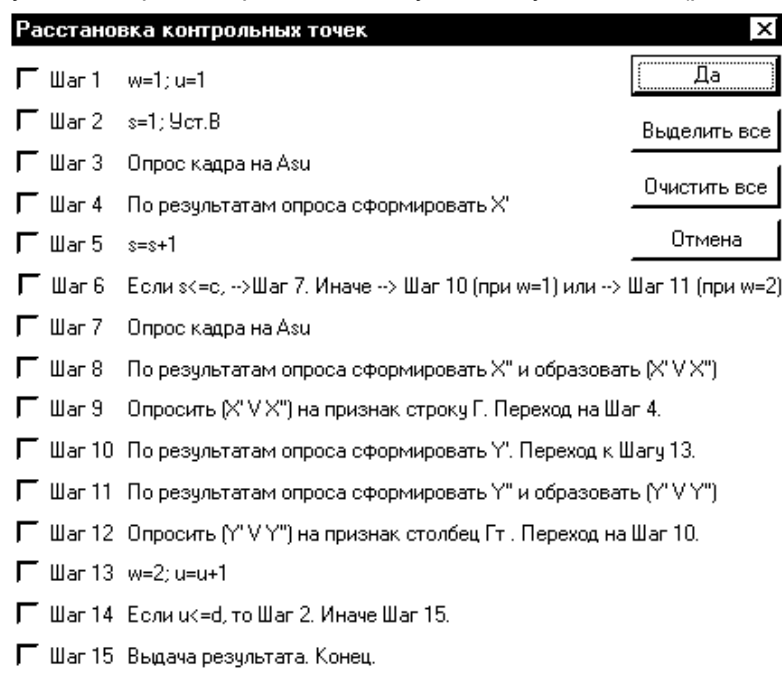 Расстановка контрольных точек
Шаг 1 w=1; u=1
Да
Шаг 2 s=1; Уст.В
Выделить все
Шаг 3 Опрос кадра на Asu
Очистить все
Шаг 4 По результатам опроса сформировать X'
Шаг 5 s=s+1
Отмена
Шаг 6 Если s<=c, -->Шаг 7. Иначе --> Шаг 10 (при w=1) или --> Шаг 11 (при w=2)
Шаг 7 Опрос кадра на Asu
Шаг 8 По результатам опроса сформировать X" и образовать (X' V X")
Шаг 9 Опросить (X' V X") на признак строку Г. Переход на Шаг 4.
Шаг 10 По результатам опроса сформировать Y'. Переход к Шагу 13.
Шаг 11 По результатам опроса сформировать Y" и образовать (Y' V Y")
Шаг 12 Опросить (Y' V Y") на признак столбец Гт . Переход на Шаг 10.
Шаг 13 w=2; u=u+1
Шаг 14 Если u<=d, то Шаг 2. Иначе Шаг 15.
Шаг 15 Выдача результата. Конец.